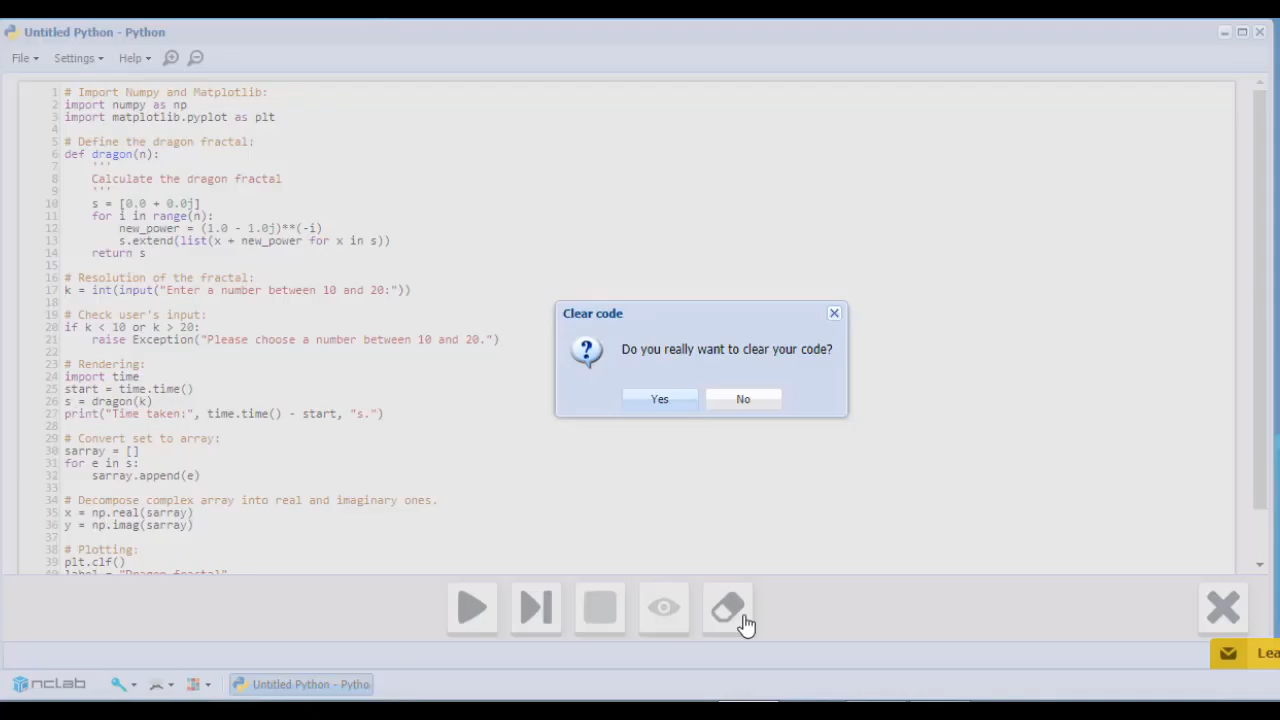 Untitled Python - Python
File Settings Help
1 # Import Numpy and Matplotlib:
2 import numpy as np
3 import matplotlib.pyplot as plt
4
5 # Define the dragon fractal:
6 def dragon(n):
7     '''
8     Calculate the dragon fractal
9     '''
10     s = [0.0 + 0.0j]
11     for i in range(n):
12         new_power = (1.0 - 1.0j)**(-i)
13         s.extend(list(x + new_power for x in s))
14     return s
15
16 # Resolution of the fractal:
17 k = int(input("Enter a number between 10 and 20:"))
18
19 # Check user's input:
20 if k < 10 or k > 20:
21     raise Exception("Please choose a number between 10 and 20.")
22
23 # Rendering:
24 import time
25 start = time.time()
26 s = dragon(k)
27 print("Time taken:", time.time() - start, "s.")
28
29 # Convert set to array:
30 sarray = []
31 for e in s:
32     sarray.append(e)
33
34 # Decompose complex array into real and imaginary ones.
35 x = np.real(sarray)
36 y = np.imag(sarray)
37
38 # Plotting:
39 plt.clf()
40 label = "Dragon fractal"
Clear code
Do you really want to clear your code?
Yes No
Lea
nclab
Untitled Python - Pytho